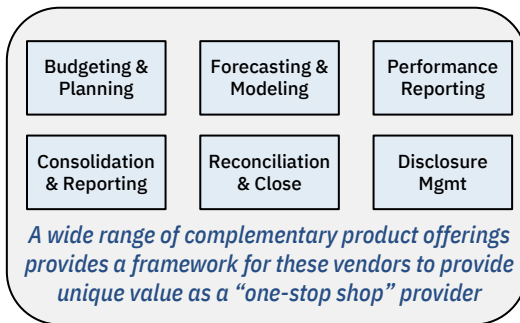 Budgeting &
Planning
Forecasting &
Modeling
Performance
Reporting
Consolidation
& Reporting
Reconciliation
& Close
Disclosure
Mgmt
A wide range of complementary product offerings
provides a framework for these vendors to provide
unique value as a “one-stop shop” provider